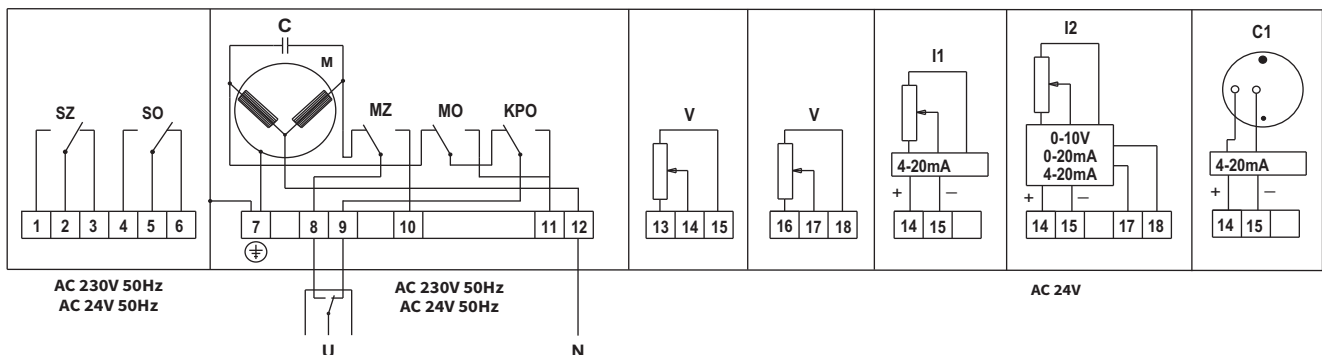 C
M
SZ
SO
MZ
MO
KPO
V
V
I1
I2
C1
0-10V
0-20mA
4-20mA
4-20mA
4-20mA
+
–
+
–
+
–
1 2 3 4 5 6
7 8 9 10 11 12
13 14 15
16 17 18
14 15
14 15 17 18
14 15
AC 230V 50Hz
AC 24V 50Hz
AC 230V 50Hz
AC 24V 50Hz
AC 24V
U
N